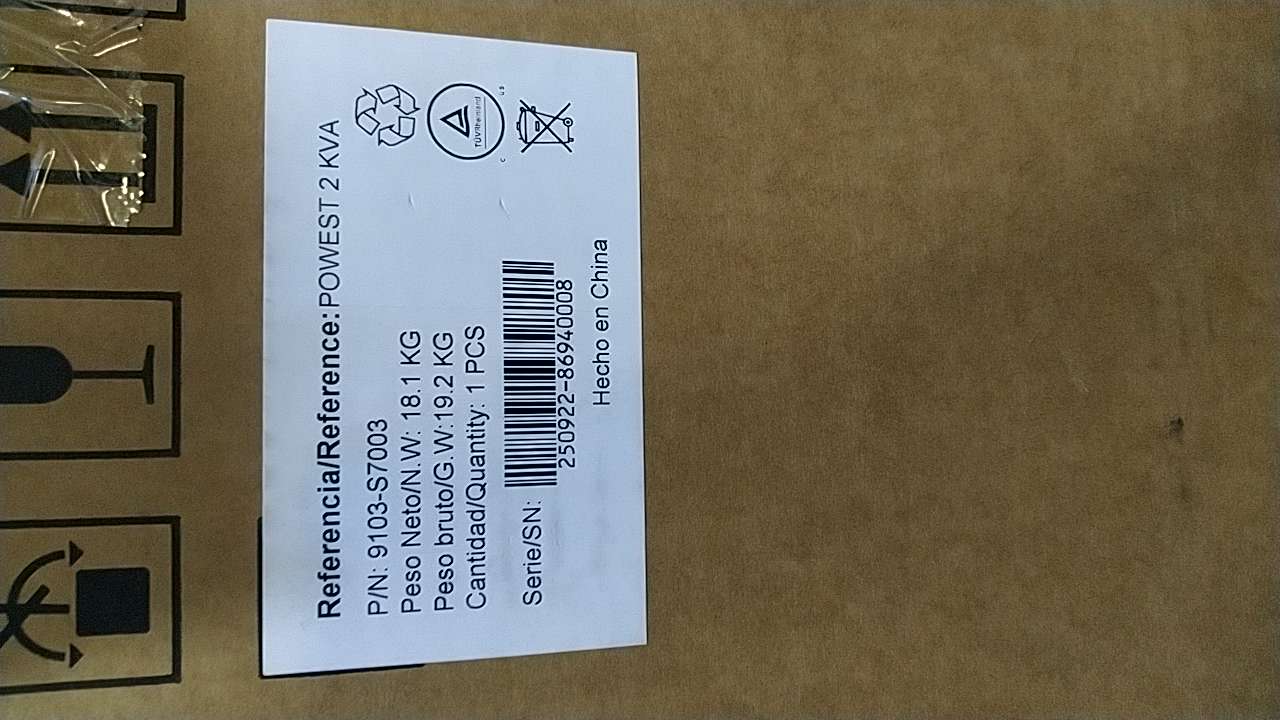 Referencia/Reference:POWEST 2 KVA
P/N: 9103-S7003
Peso Neto/N.W: 18.1 KG
Peso bruto/G.W:19.2 KG
Cantidad/Quantity: 1 PCS
Serie/SN:
250922-86940008
Hecho en China
TÜVRheinland
C US